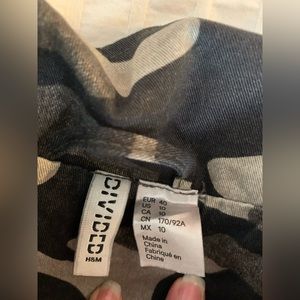 DIVIDED
H&M
EUR 40
US 10
CA 10
CN 170/92A
MX 10
Made in
China
Fabriqué en
Chine